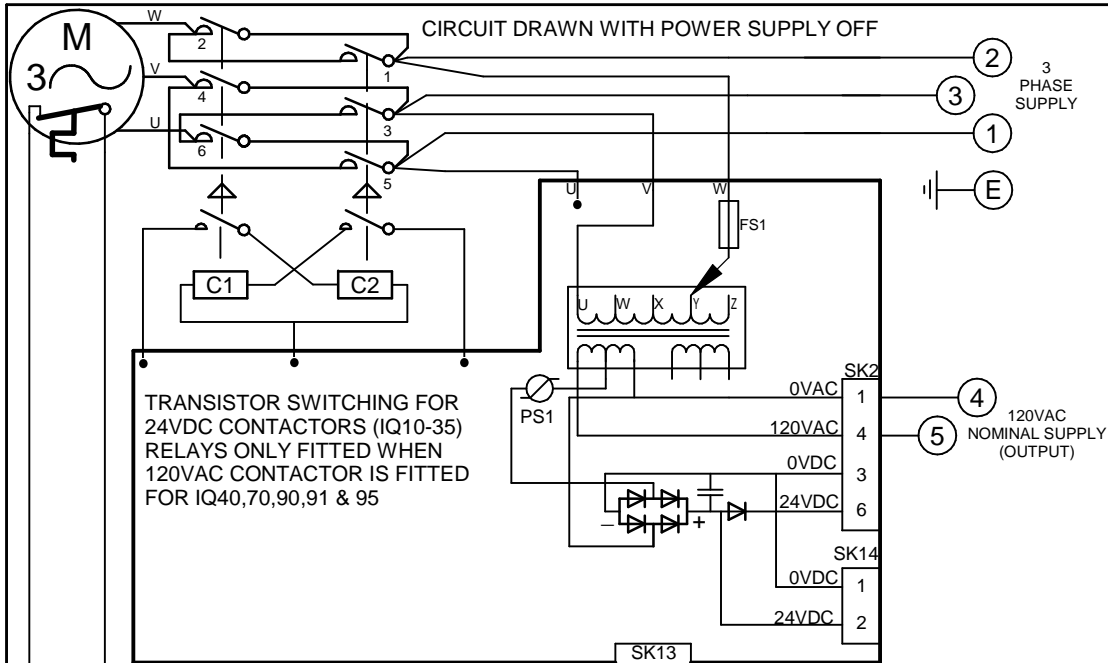 CIRCUIT DRAWN WITH POWER SUPPLY OFF
W
M
3
V
U
2
4
6
1
3
5
2
3
1
E
3
PHASE
SUPPLY
U
V
W
FS1
C1
C2
U
W
X
Y
Z
TRANSISTOR SWITCHING FOR
24VDC CONTACTORS (IQ10-35)
RELAYS ONLY FITTED WHEN
120VAC CONTACTOR IS FITTED
FOR IQ40,70,90,91 & 95
PS1
SK2
0VAC
1
4
120VAC
4
5
120VAC
NOMINAL SUPPLY
(OUTPUT)
0VDC
3
24VDC
6
–
+
SK14
0VDC
1
24VDC
2
SK13